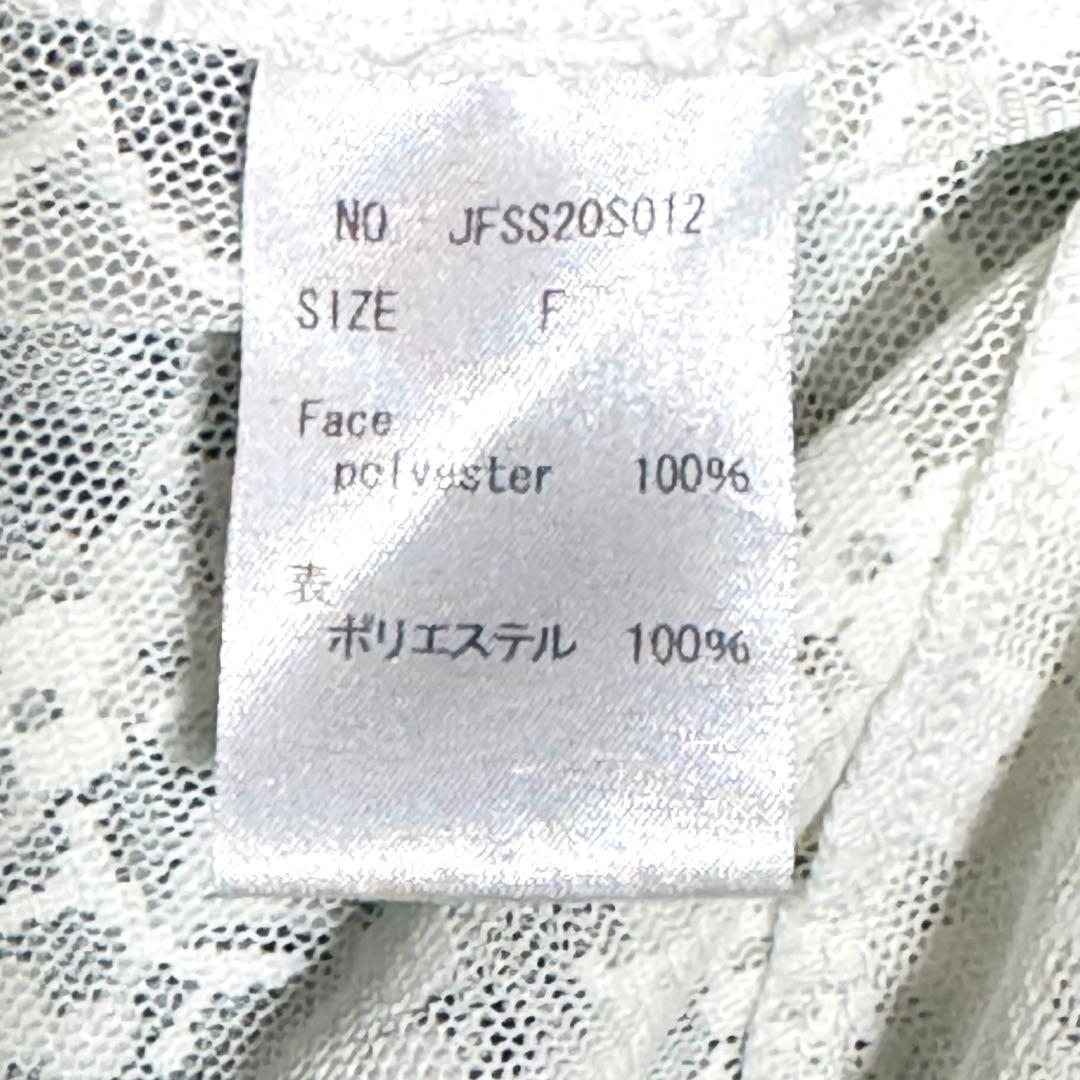 NO JFSS20S012
SIZE F
Face
polyester 100%
表
ポリエステル 100%